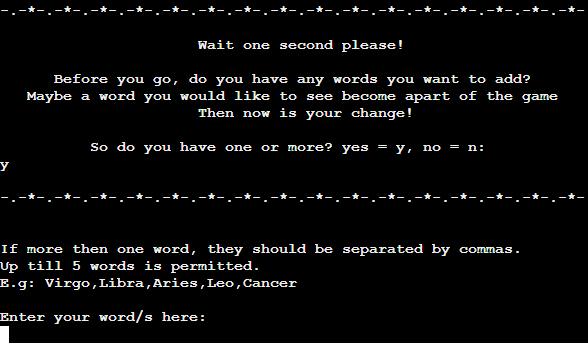 -.-*-.-*-.-*-.-*-.-*-.-*-.-*-.-*-.-*-.-*-.-*-.-*-.-*-.-*-.-*-.-*-
Wait one second please!
Before you go, do you have any words you want to add?
Maybe a word you would like to see become apart of the game
Then now is your change!
So do you have one or more? yes = y, no = n:
y
-.-*-.-*-.-*-.-*-.-*-.-*-.-*-.-*-.-*-.-*-.-*-.-*-.-*-.-*-.-*-.-*-
If more then one word, they should be separated by commas.
Up till 5 words is permitted.
E.g: Virgo,Libra,Aries,Leo,Cancer
Enter your word/s here: